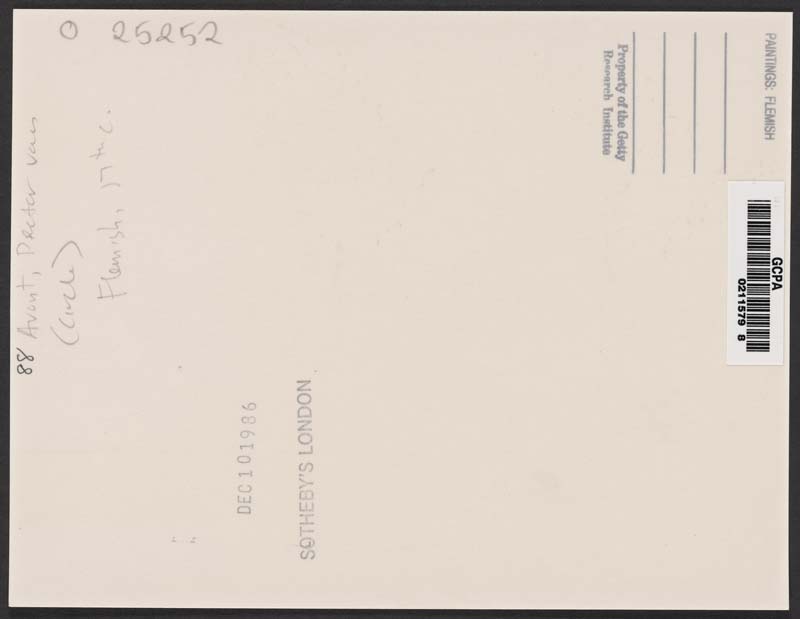 O 25252
88 Avont, Pieter van
(circle)
Flemish, 17th c.
DEC 10 1986
SOTHEBY'S LONDON
Property of the Getty
Research Institute
PAINTINGS: FLEMISH
GCPA
0211579 8